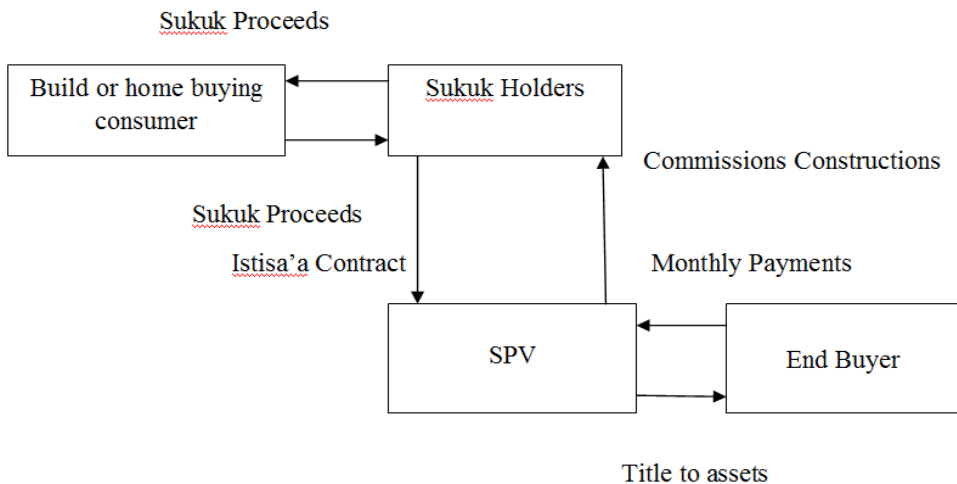 Sukuk Proceeds
Build or home buying
consumer
Sukuk Holders
Commissions Constructions
Sukuk Proceeds
Istisa’a Contract
Monthly Payments
SPV
End Buyer
Title to assets